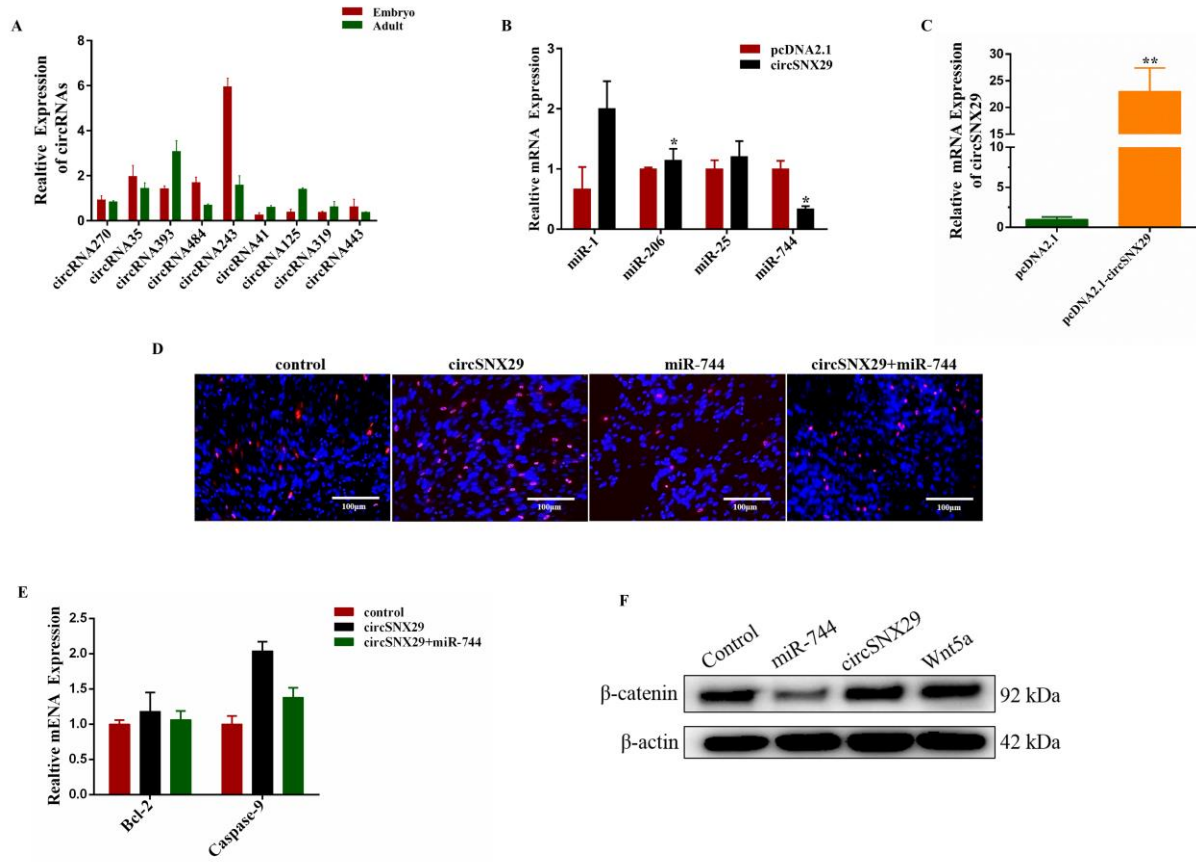 A
Embryo
Adult
Realtive Expression
of circRNAs
8
6
4
2
0
circRNA270
circRNA35
circRNA393
circRNA484
circRNA243
circRNA41
circRNA125
circRNA319
circRNA443
B
pcDNA2.1
circSNX29
Realtive mRNA Expression
3
2
1
0
*
*
miR-1
miR-206
miR-25
miR-744
C
Relative mRNA Expression
of circSNX29
30
25
20
15
10
5
0
**
pcDNA2.1
pcDNA2.1-circSNX29
D
control
circSNX29
miR-744
circSNX29+miR-744
100μm
100μm
100μm
100μm
E
control
circSNX29
circSNX29+miR-744
Realtive mENA Expression
2.5
2.0
1.5
1.0
0.5
0.0
Bcl-2
Caspase-9
F
Control
miR-744
circSNX29
Wnt5a
β-catenin
92 kDa
β-actin
42 kDa